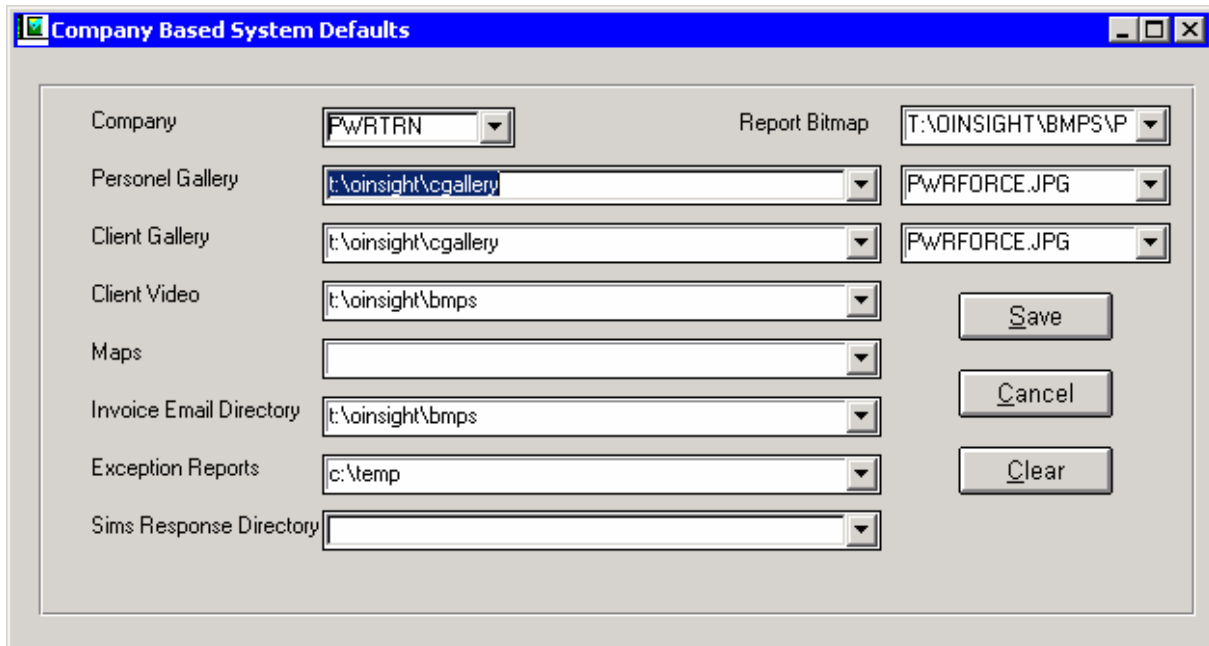 Company Based System Defaults
Company PWRTRN Report Bitmap T:\OINSIGHT\BMPS\P
Personel Gallery t:\oinsight\cgallery PWRFORCE.JPG
Client Gallery t:\oinsight\cgallery PWRFORCE.JPG
Client Video t:\oinsight\bmps
Save
Maps
Cancel
Invoice Email Directory t:\oinsight\bmps
Exception Reports c:\temp Clear
Sims Response Directory